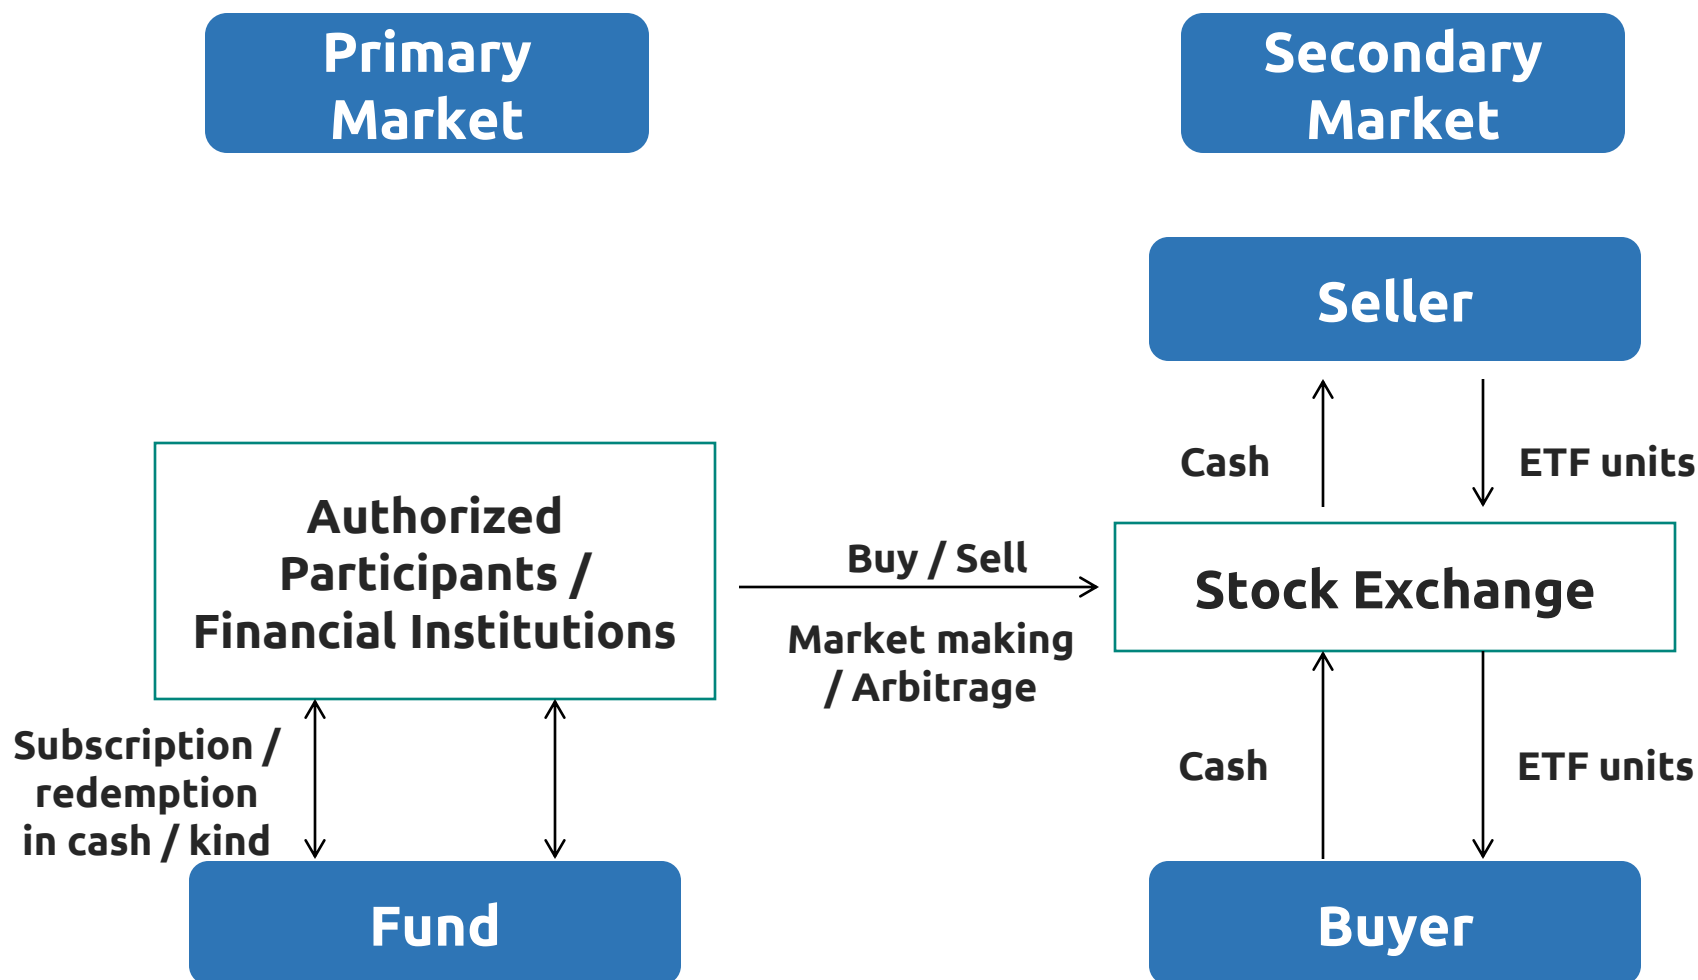 Primary
Market
Secondary
Market
Seller
Cash
ETF units
Authorized
Participants /
Financial Institutions
Buy / Sell
Market making
/ Arbitrage
Stock Exchange
Subscription /
redemption
in cash / kind
Cash
ETF units
Fund
Buyer